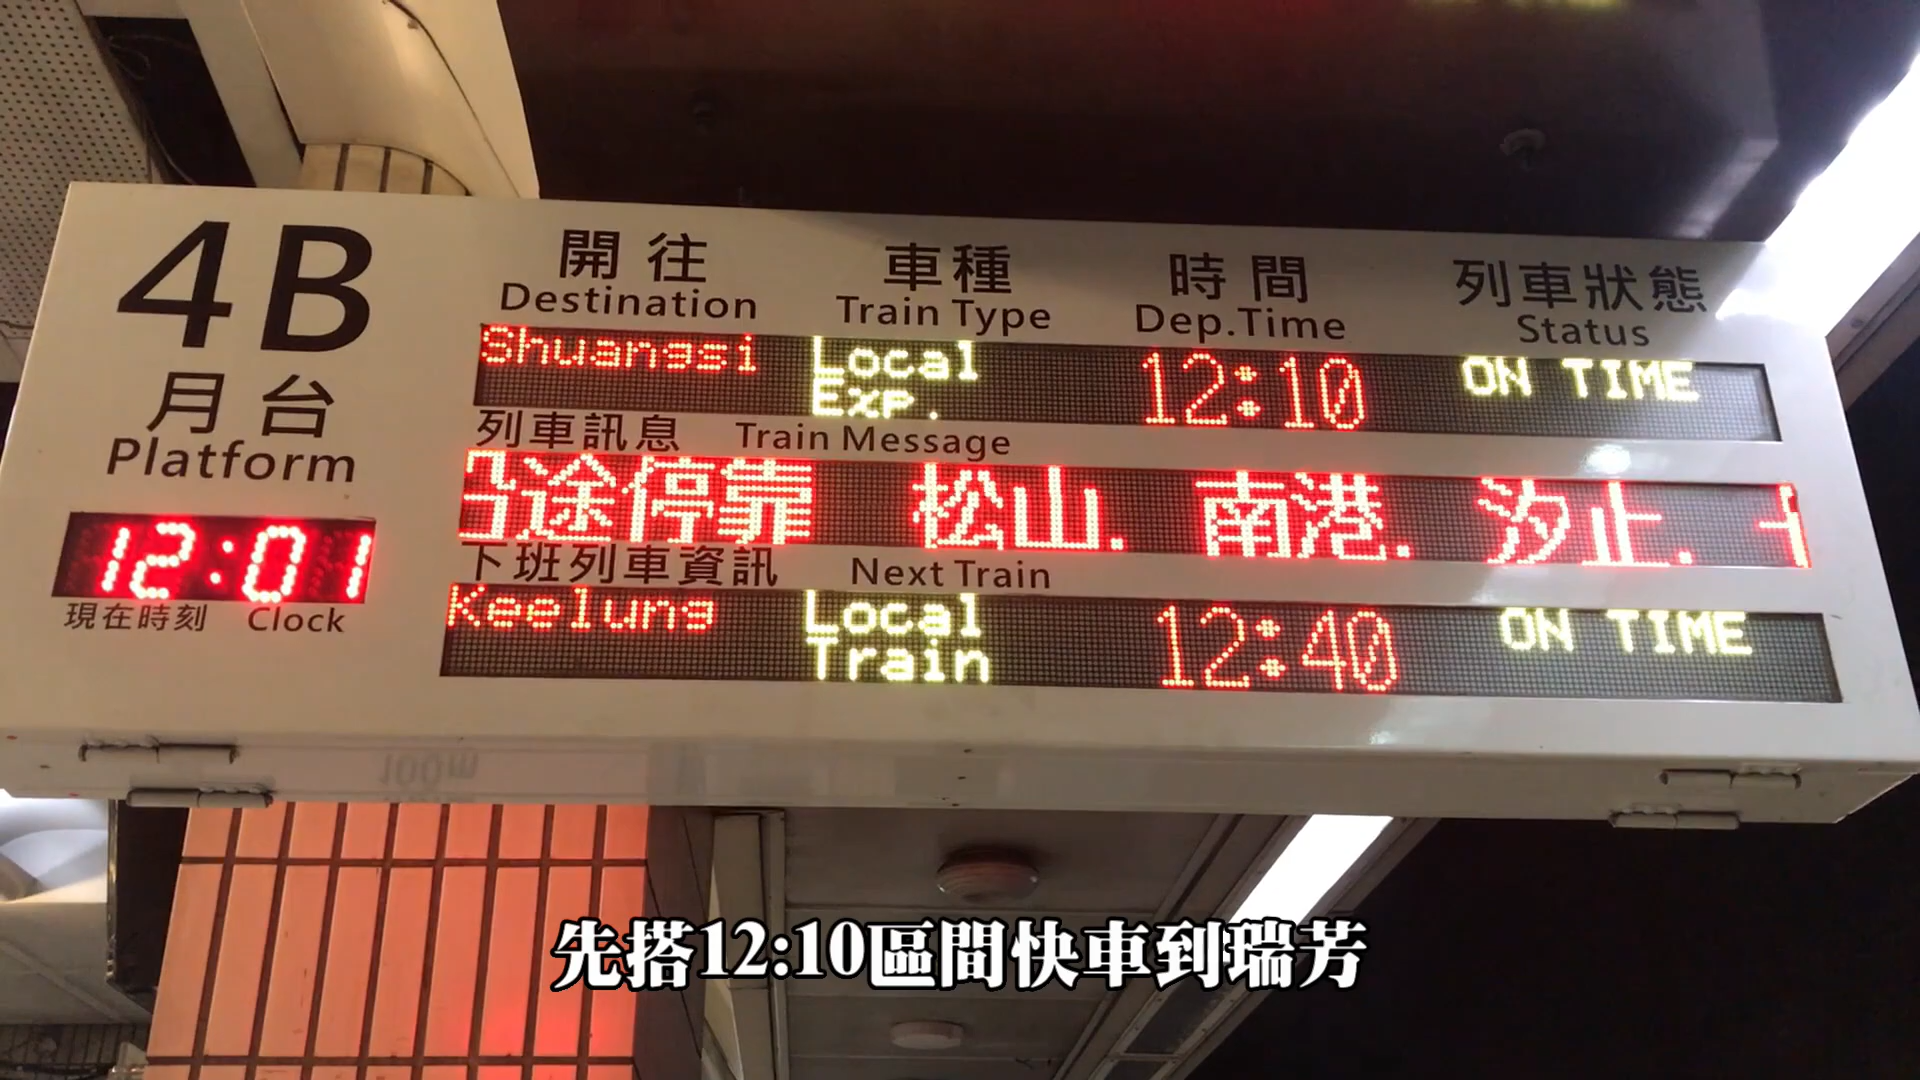 4B
月台
Platform
12:01
現在時刻 Clock
開往 車種 時間 列車狀態
Destination Train Type Dep.Time Status
Shuangsi Local Exp. 12:10 ON TIME
列車訊息 Train Message
途停靠 松山. 南港. 汐止.
下班列車資訊 Next Train
Keelung Local Train 12:40 ON TIME
100m
先搭12:10區間快車到瑞芳